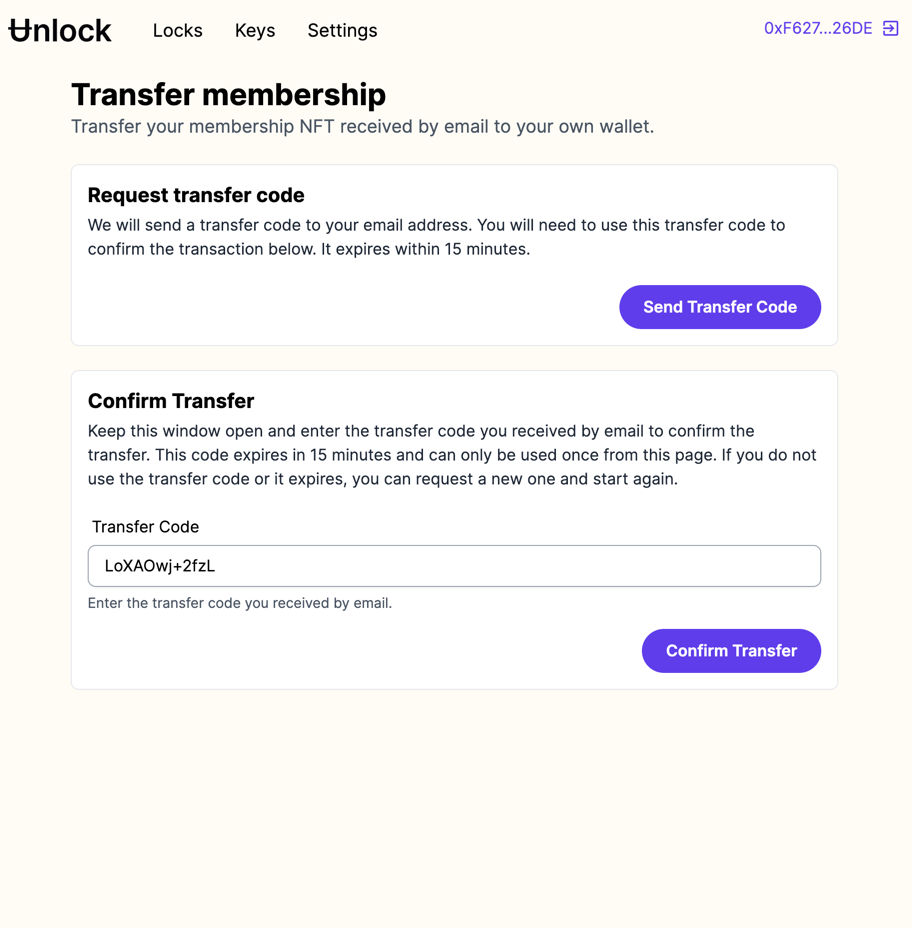 Unlock
Locks
Keys
Settings
0xF627...26DE
Transfer membership
Transfer your membership NFT received by email to your own wallet.
Request transfer code
We will send a transfer code to your email address. You will need to use this transfer code to
confirm the transaction below. It expires within 15 minutes.
Send Transfer Code
Confirm Transfer
Keep this window open and enter the transfer code you received by email to confirm the
transfer. This code expires in 15 minutes and can only be used once from this page. If you do not
use the transfer code or it expires, you can request a new one and start again.
Transfer Code
LoXAOwj+2fzL
Enter the transfer code you received by email.
Confirm Transfer